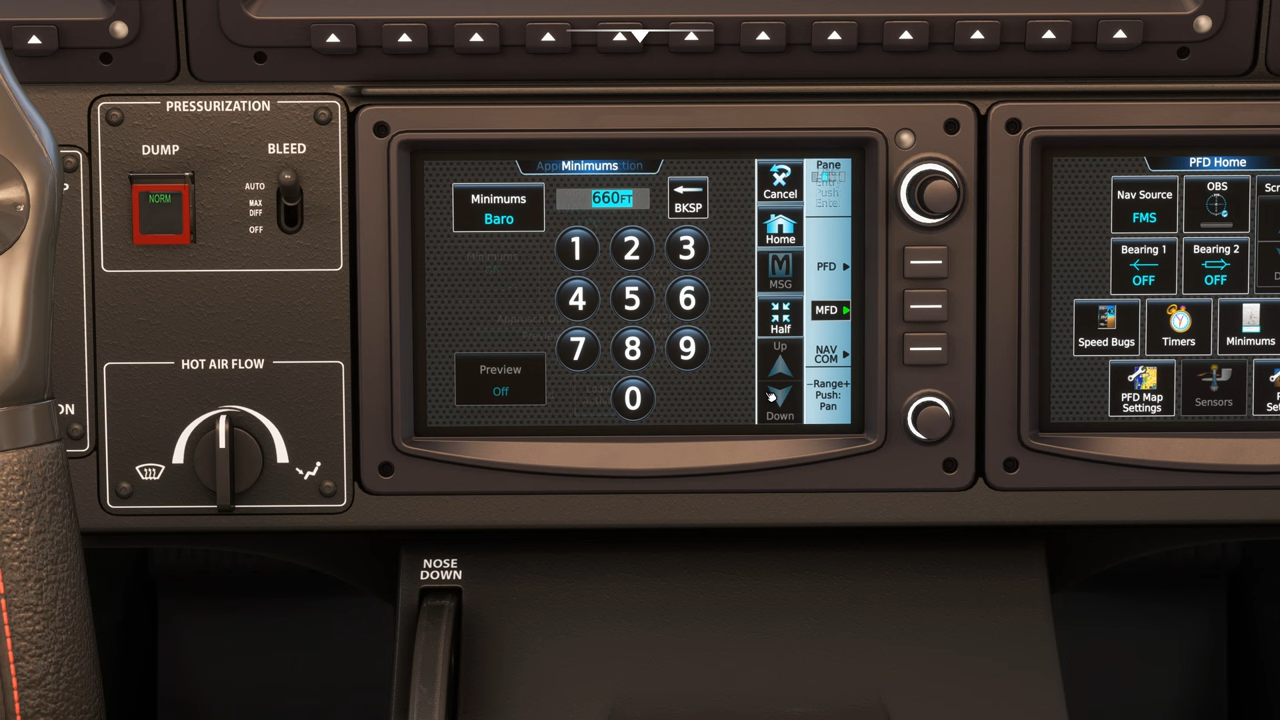 PRESSURIZATION
DUMP
BLEED
NORM
AUTO
MAX
DIFF
OFF
HOT AIR FLOW
ON
Minimums
Minimums
Baro
660FT
BKSP
1
2
3
4
5
6
7
8
9
0
Preview
Off
Cancel
Home
MSG
Half
Up
Down
Pane
PFD
MFD
NAV
COM
–Range+
Push:
Pan
NOSE
DOWN
PFD Home
Nav Source
FMS
OBS
Bearing 1
OFF
Bearing 2
OFF
Speed Bugs
Timers
Minimums
PFD Map
Settings
Sensors